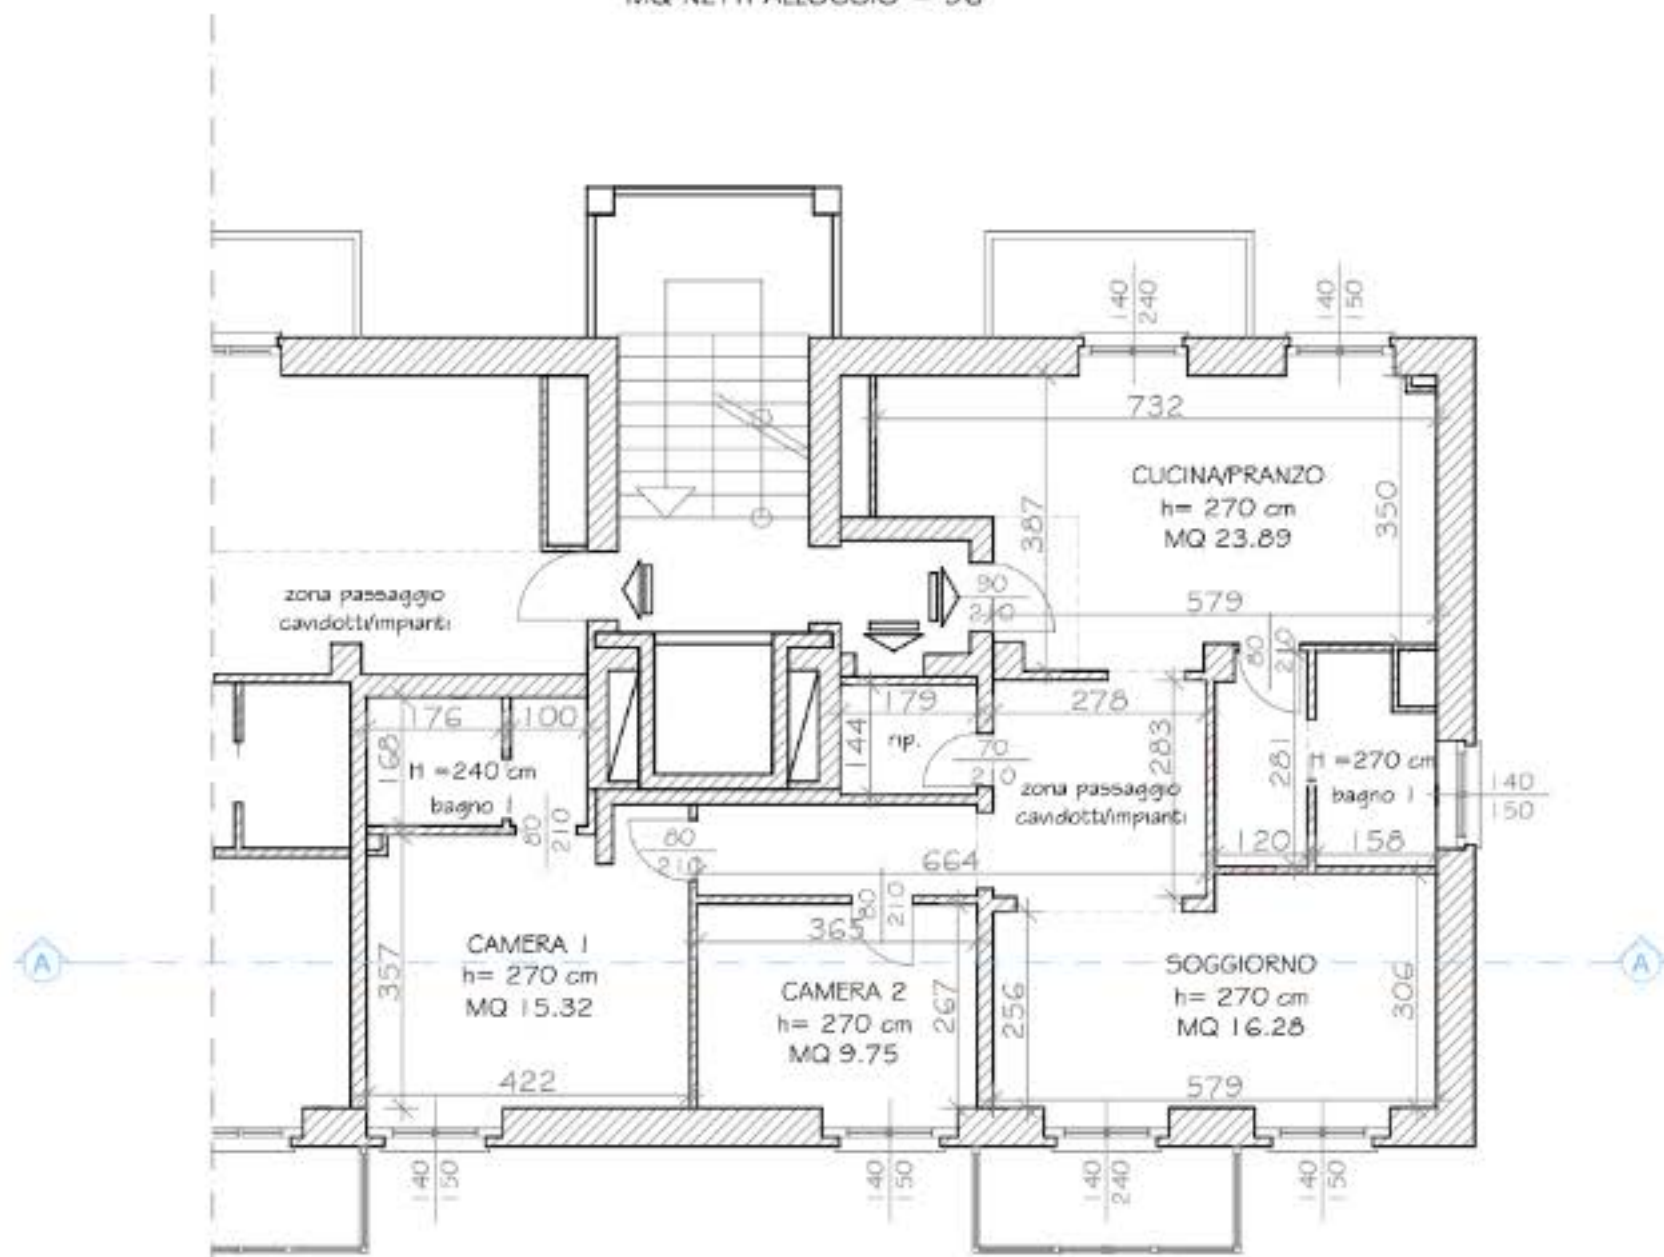 140
240
140
150
732
CUCINA/PRANZO
h= 270 cm
MQ 23.89
387
350
90
210
579
80
210
zona passaggio
cavidotti/impianti
176
100
168
H =240 cm
bagno 1
80
210
179
144
rip.
70
210
278
283
zona passaggio
cavidotti/impianti
281
H =270 cm
bagno 1
120
158
140
150
80
210
664
80
210
365
CAMERA 1
h= 270 cm
MQ 15.32
357
422
CAMERA 2
h= 270 cm
MQ 9.75
267
256
SOGGIORNO
h= 270 cm
MQ 16.28
306
579
A
A
140
150
140
150
140
240
140
150